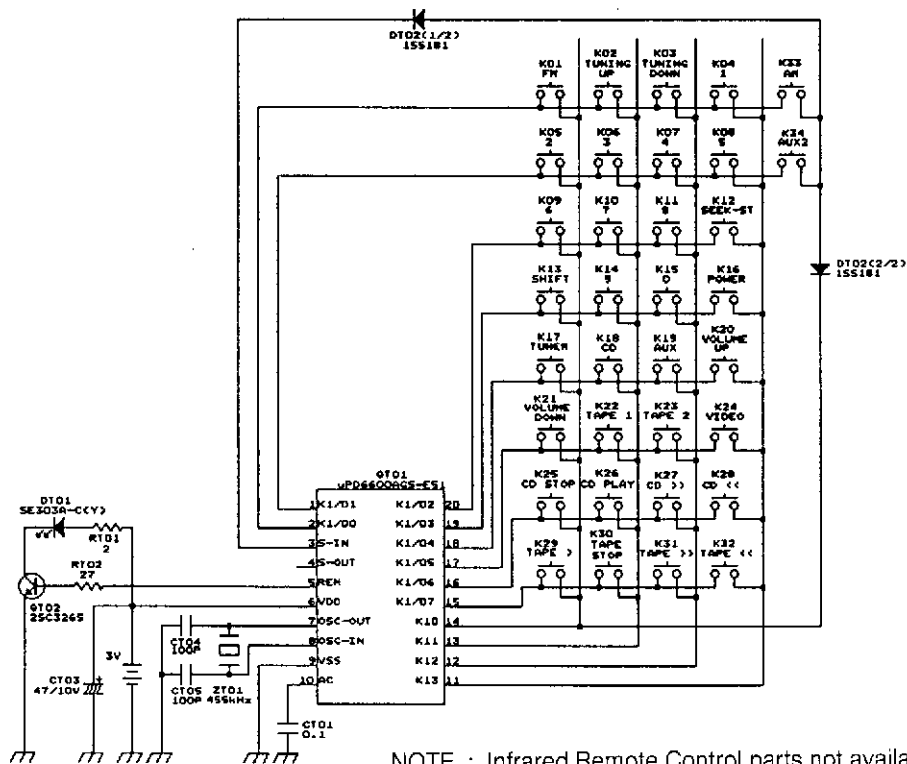 DT02(1/2)
1SS181
K01
FM
K02
TUNING
UP
K03
TUNING
DOWN
K04
1
K33
AM
K05
2
K06
3
K07
4
K08
5
K34
AUX2
K09
6
K10
7
K11
8
K12
SEEK-ST
DT02(2/2)
1SS181
K13
SHIFT
K14
9
K15
0
K16
POWER
K17
TUNER
K18
CD
K19
AUX
K20
VOLUME
UP
K21
VOLUME
DOWN
K22
TAPE 1
K23
TAPE 2
K24
VIDEO
K25
CD STOP
K26
CD PLAY
K27
CD >>
K28
CD <<
K29
TAPE >
K30
TAPE
STOP
K31
TAPE >>
K32
TAPE <<
QT01
uPD6600AGS-E51
1 K1/O1 K1/O2 20
2 K1/O0 K1/O3 19
3 S-IN K1/O4 18
4 S-OUT K1/O5 17
5 REM K1/O6 16
6 VDD K1/O7 15
7 OSC-OUT K10 14
8 OSC-IN K11 13
9 VSS K12 12
10 AC K13 11
DT01
SE303A-C(Y)
RT01
2
RT02
27
QT02
2SC3265
3V
CT03
47/10V
CT04
100P
CT05
100P
ZT01
455kHz
CT01
0.1
NOTE : Infrared Remote Control parts not availa